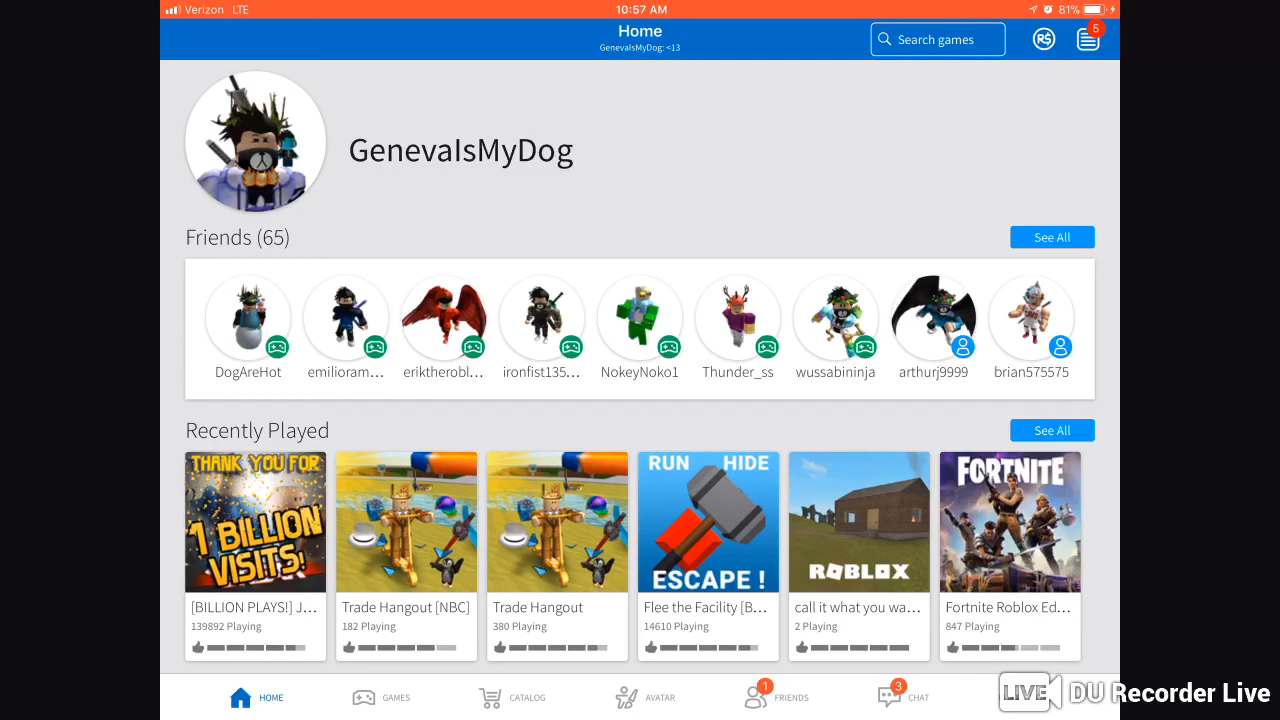 Verizon LTE 10:57 AM 81%
Home
GenevaIsMyDog: <13
Search games
R$
5
GenevaIsMyDog
Friends (65)
See All
DogAreHot emilioram... eriktherobl... ironfist135... NokeyNoko1 Thunder_ss wussabininja arthurj9999 brian575575
Recently Played
See All
THANK YOU FOR
1 BILLION
VISITS!
RUN HIDE
ESCAPE !
ROBLOX
FORTNITE
[BILLION PLAYS!] J... Trade Hangout [NBC] Trade Hangout Flee the Facility [B... call it what you wa... Fortnite Roblox Ed...
139892 Playing 182 Playing 380 Playing 14610 Playing 2 Playing 847 Playing
HOME GAMES CATALOG AVATAR 1 FRIENDS 3 CHAT
LIVE DU Recorder Live